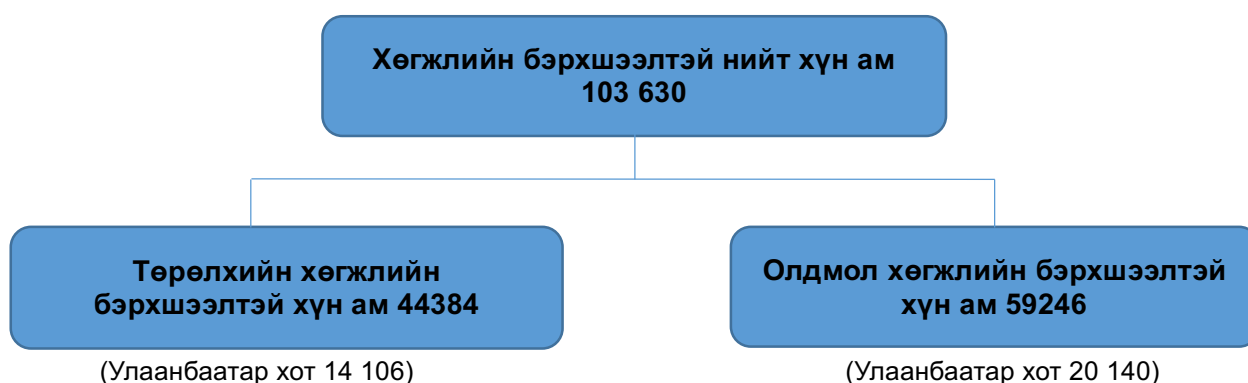 Хөгжлийн бэрхшээлтэй нийт хүн ам
103 630
Төрөлхийн хөгжлийн
бэрхшээлтэй хүн ам 44384
(Улаанбаатар хот 14 106)
Олдмол хөгжлийн бэрхшээлтэй
хүн ам 59246
(Улаанбаатар хот 20 140)